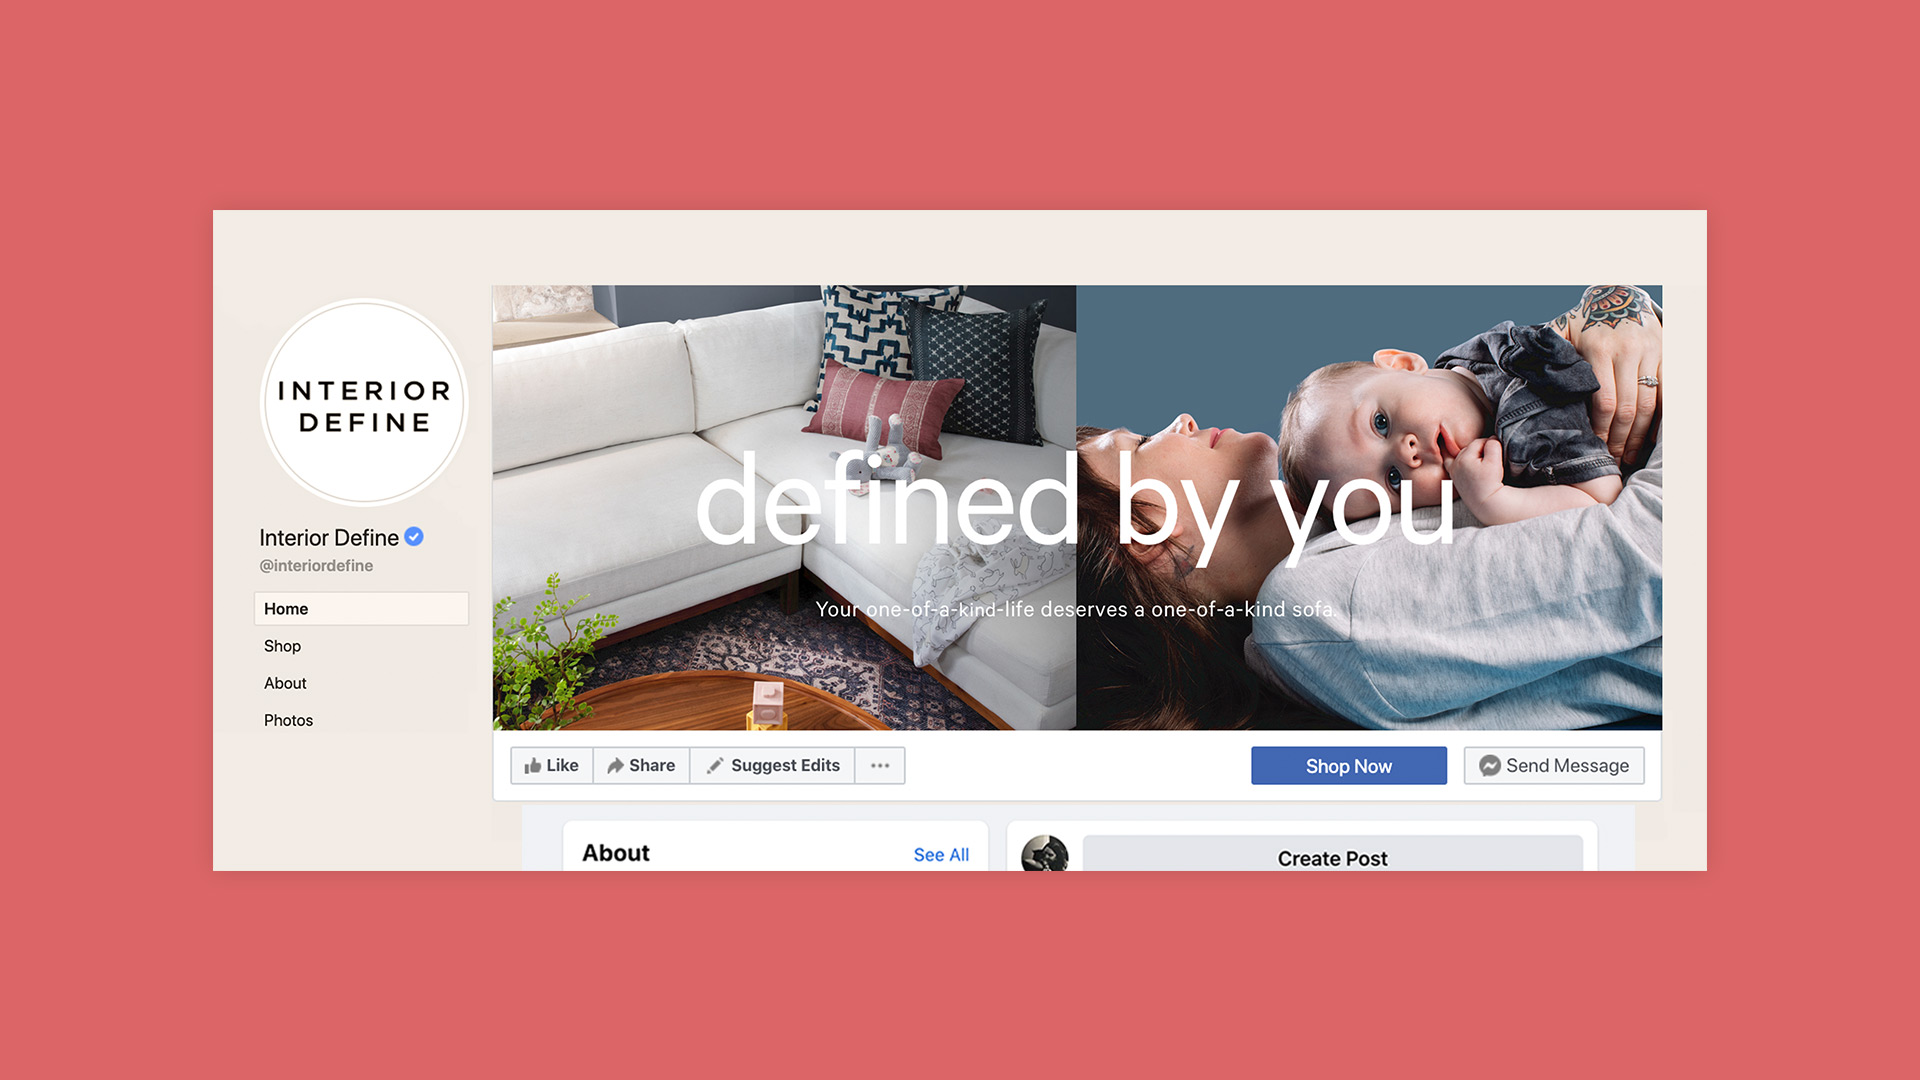 INTERIOR
DEFINE
Interior Define
@interiordefine
Home
Shop
About
Photos
defined by you
Your one-of-a-kind-life deserves a one-of-a-kind sofa.
Like
Share
Suggest Edits
Shop Now
Send Message
About
See All
Create Post